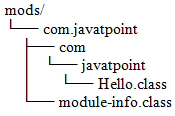 mods/
com.javatpoint
com
javatpoint
Hello.class
module-info.class